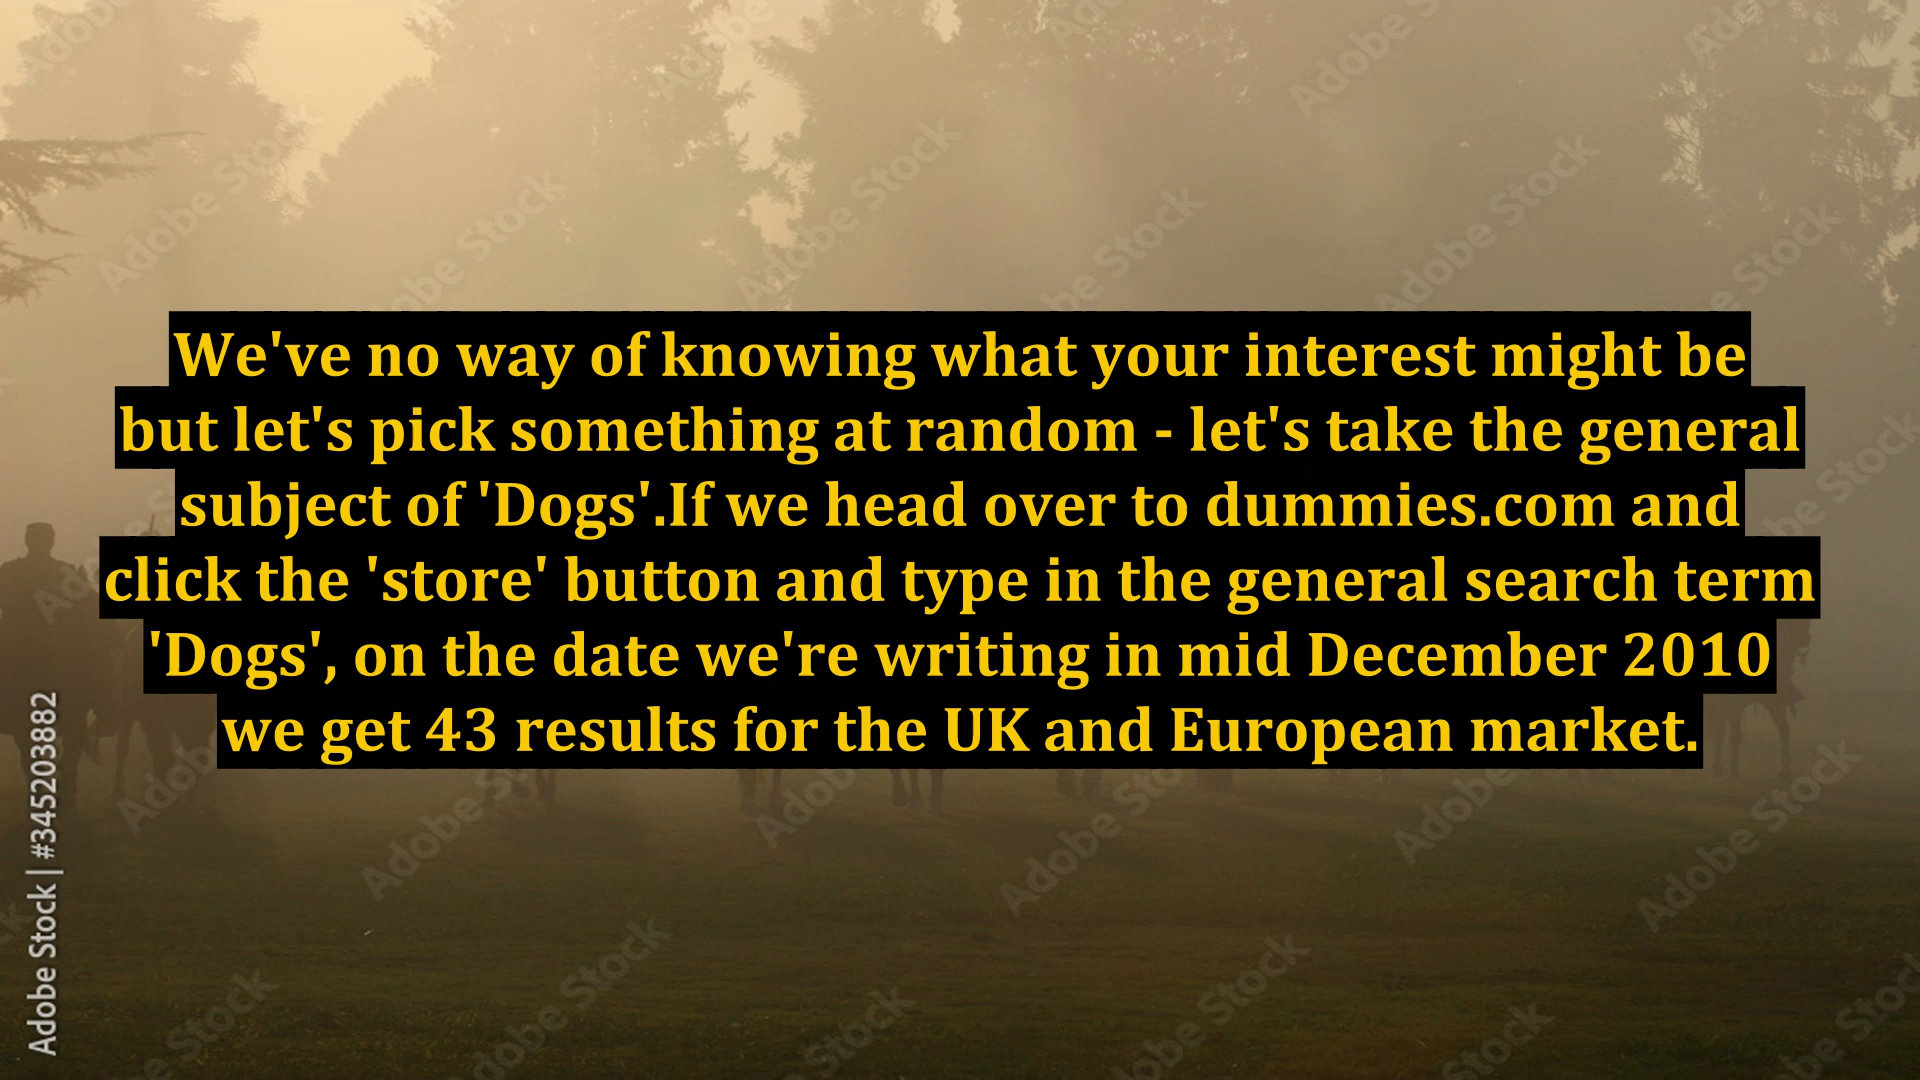 We've no way of knowing what your interest might be
but let's pick something at random - let's take the general
subject of 'Dogs'.If we head over to dummies.com and
click the 'store' button and type in the general search term
'Dogs', on the date we're writing in mid December 2010
we get 43 results for the UK and European market.
Adobe Stock | #345203882